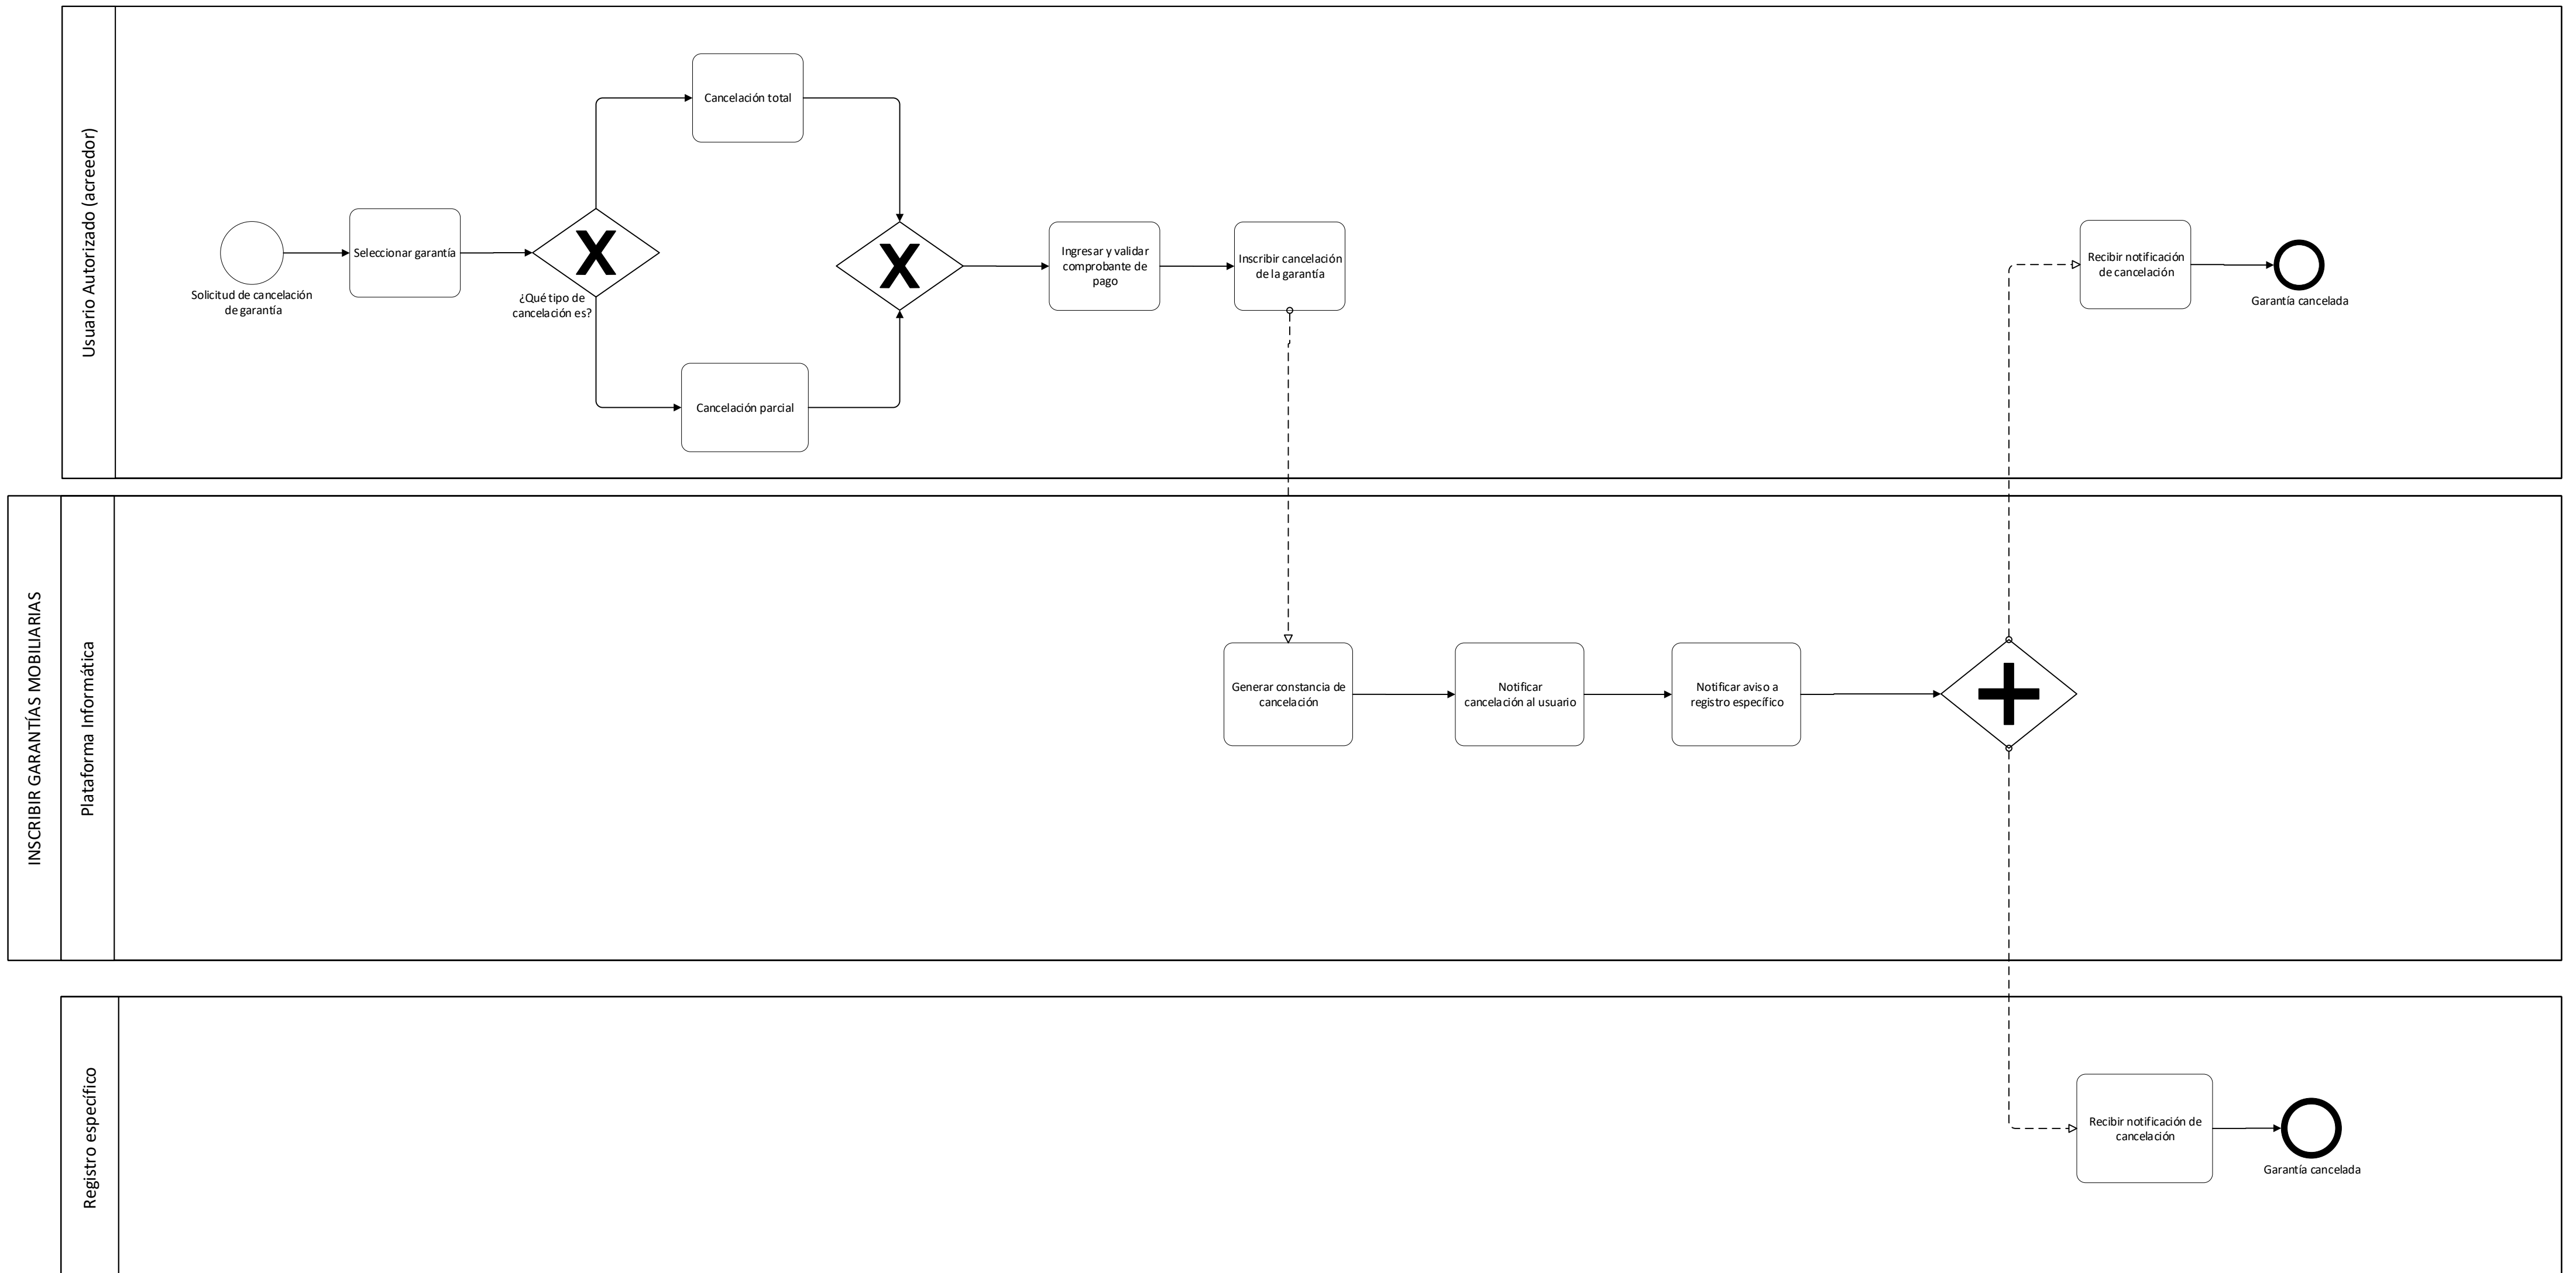 Usuario Autorizado (acreedor)
Cancelación total
Solicitud de cancelación
de garantía
Seleccionar garantía
¿Qué tipo de
cancelación es?
Cancelación parcial
Ingresar y validar
comprobante de
pago
Inscribir cancelación
de la garantía
Recibir notificación
de cancelación
Garantía cancelada
INSCRIBIR GARANTÍAS MOBILIARIAS
Plataforma Informática
Generar constancia de
cancelación
Notificar
cancelación al usuario
Notificar aviso a
registro específico
Registro específico
Recibir notificación de
cancelación
Garantía cancelada